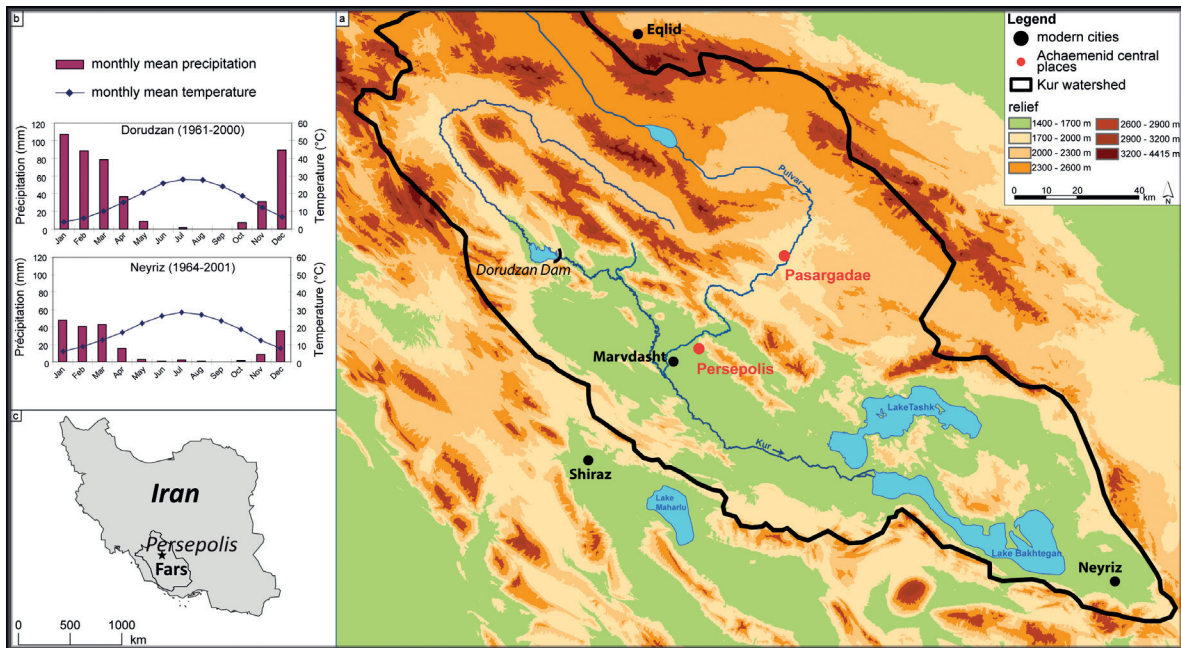 b
monthly mean precipitation
monthly mean temperature
Dorudzan (1961-2000)
Précipitation (mm)
120
100
80
60
40
20
0
60
50
40
30
20
10
0
Temperature (°C)
Jan Feb Mar Apr May Jun Jul Aug Sep Oct Nov Dec
Neyriz (1964-2001)
Précipitation (mm)
120
100
80
60
40
20
0
60
50
40
30
20
10
0
Temperature (°C)
Jan Feb Mar Apr May Jun Jul Aug Sep Oct Nov Dec
c
Iran
Persepolis
Fars
0 500 1000
km
a
Eqlid
Pulvar
Pasargadae
Dorudzan Dam
Marvdasht
Persepolis
Lake Tashk
Kur
Shiraz
Lake
Maharlu
Lake Bakhtegan
Neyriz
Legend
modern cities
Achaemenid central
places
Kur watershed
relief
1400 - 1700 m
1700 - 2000 m
2000 - 2300 m
2300 - 2600 m
2600 - 2900 m
2900 - 3200 m
3200 - 4415 m
0 10 20 40
km
N